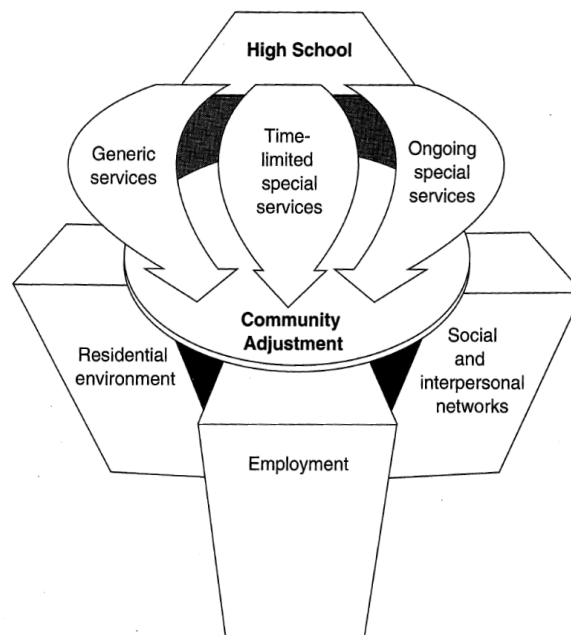 High School
Generic
services
Time-
limited
special
services
Ongoing
special
services
Community
Adjustment
Residential
environment
Social
and
interpersonal
networks
Employment